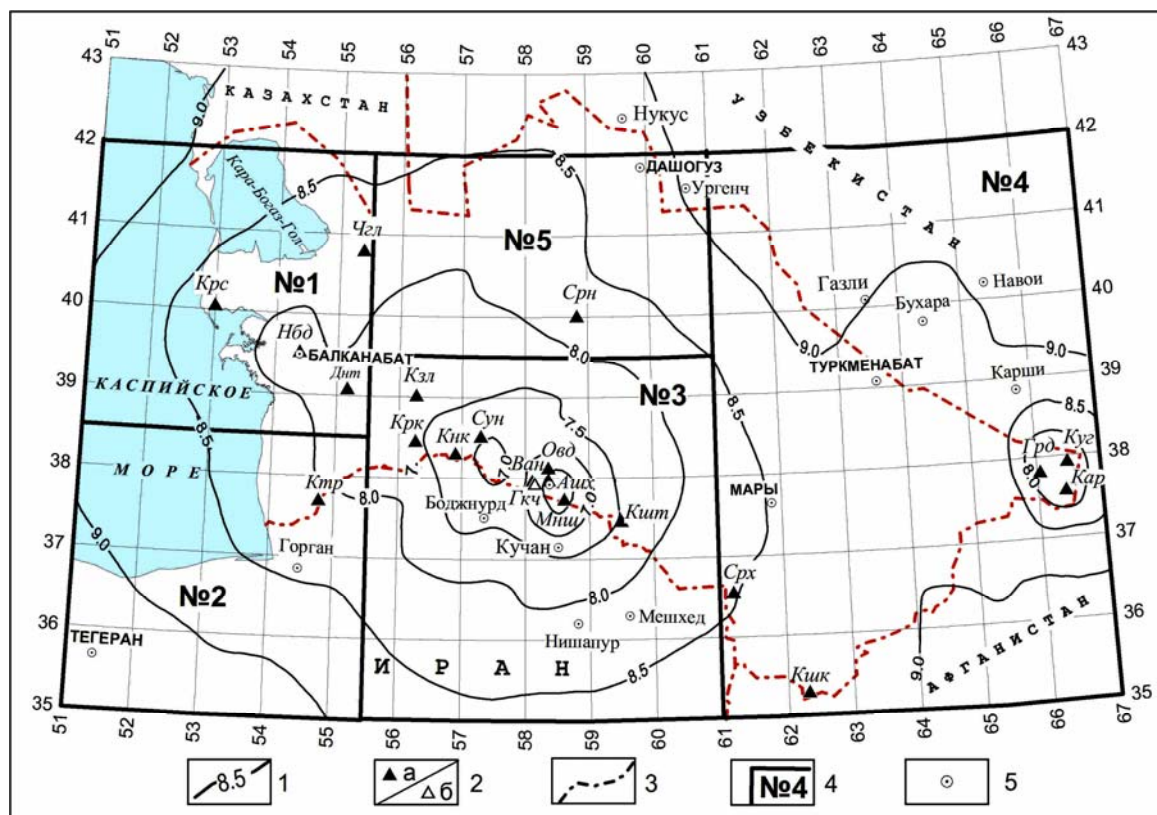 51 52 53 54 55 56 57 58 59 60 61 62 63 64 65 66 67
43 43
9.0
КАЗАХСТАН
Нукус
УЗБЕКИСТАН
42 42
ДАШОГУЗ
8.5
8.5
Ургенч
№4
Кара-Богаз-Гол
41 41
Чгл
№5
№1
Газли
Навои
Крс
Срн
Бухара
40 40
Нбд
8.0
9.0
9.0
БАЛКАНАБАТ
ТУРКМЕНАБАТ
Днт
Кзл
Карши
39 39
КАСПИЙСКОЕ
№3
8.5
8.5
8.5
Крк
Сун
7.5
Кнк
Овд
Грд
Куг
38 38
МОРЕ
7.
7.0
Ван
Ашх
8.0
Кар
Ктр
8.0
Гкч
7.0
МАРЫ
Боджнурд
Мнш
Кшт
37 37
Горган
Кучан
9.0
8.0
Срх
№2
Мешхед
36 36
Нишапур
ТЕГЕРАН
ИРАН
8.5
Кшк
9.0
АФГАНИСТАН
35 35
51 52 53 54 55 56 57 58 59 60 61 62 63 64 65 66 67
8.5 1
а б 2
3
№4 4
5